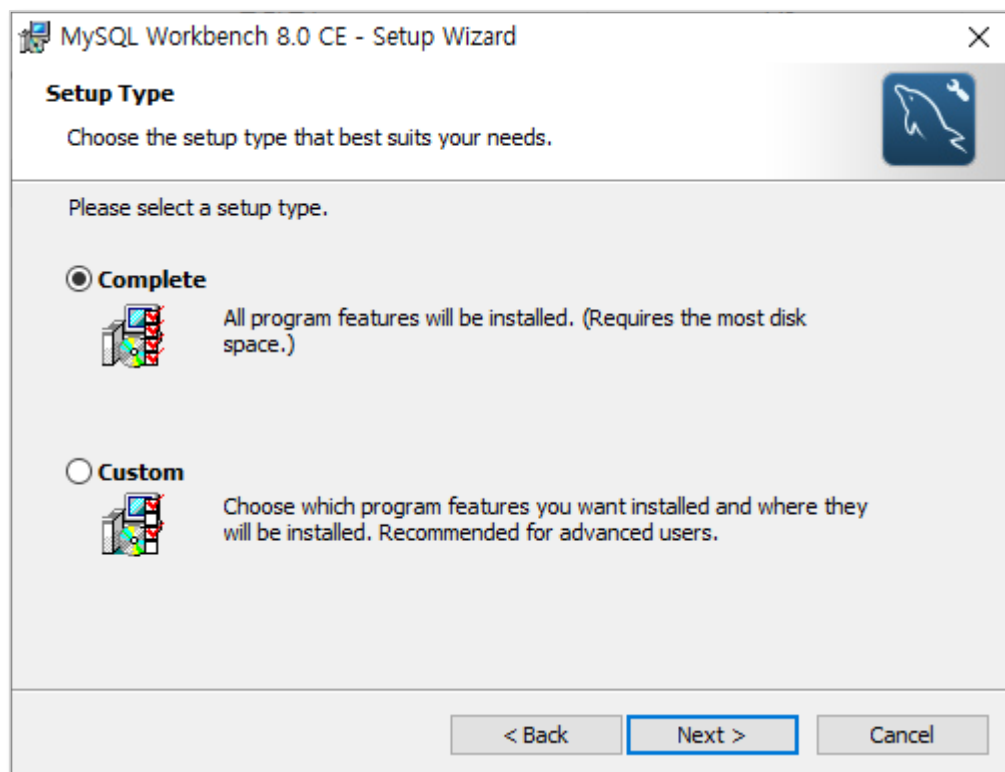 MySQL Workbench 8.0 CE - Setup Wizard
Setup Type
Choose the setup type that best suits your needs.
Please select a setup type.
Complete
All program features will be installed. (Requires the most disk
space.)
Custom
Choose which program features you want installed and where they
will be installed. Recommended for advanced users.
< Back Next > Cancel